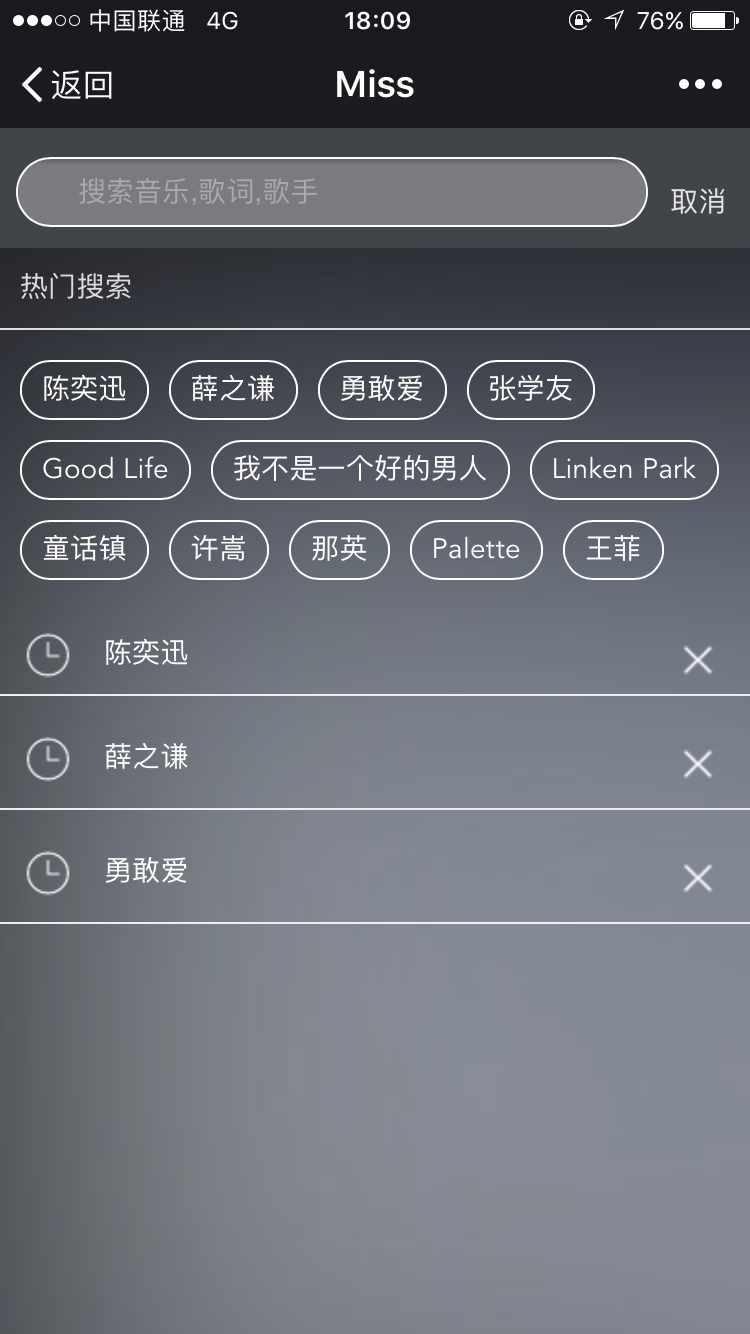 中国联通 4G 18:09 76%
返回 Miss
搜索音乐,歌词,歌手 取消
热门搜索
陈奕迅 薛之谦 勇敢爱 张学友
Good Life 我不是一个好的男人 Linken Park
童话镇 许嵩 那英 Palette 王菲
陈奕迅
薛之谦
勇敢爱